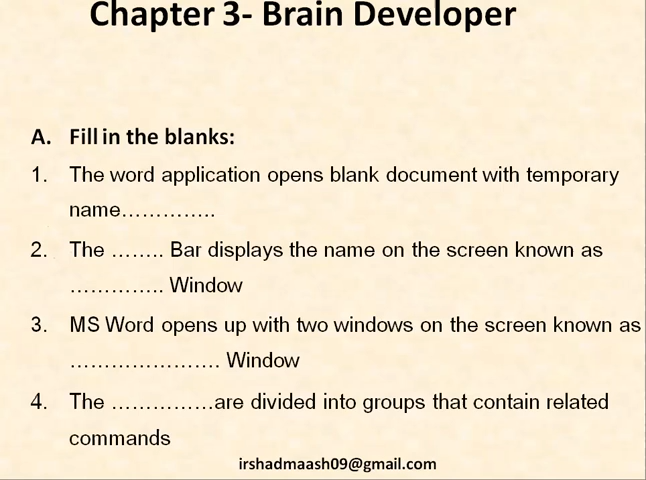 Chapter 3- Brain Developer
A. Fill in the blanks:
1. The word application opens blank document with temporary
name…………..
2. The …….. Bar displays the name on the screen known as
………….. Window
3. MS Word opens up with two windows on the screen known as
…………………. Window
4. The ……………are divided into groups that contain related
commands
irshadmaash09@gmail.com